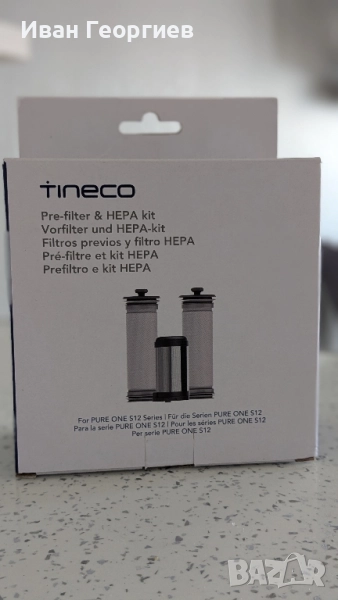 Иван Георгиев
TINECO
Pre-filter & HEPA kit
Vorfilter und HEPA-kit
Filtros previos y filtro HEPA
Pré-filtre et kit HEPA
Prefiltro e kit HEPA
For PURE ONE S12 Series | Für die Serien PURE ONE S12
Para la serie PURE ONE S12 | Pour les séries PURE ONE S12
Per serie PURE ONE S12
BAZAR.bg